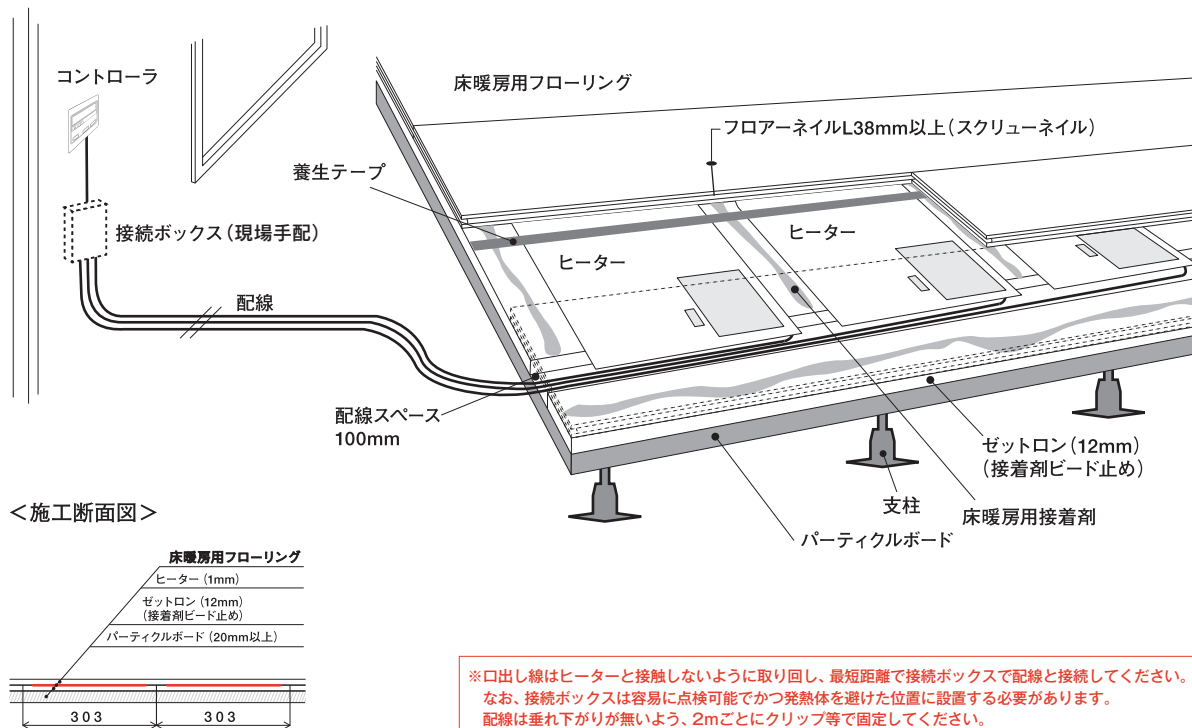 コントローラ
床暖房用フローリング
フロアーネイルL38mm以上（スクリューネイル）
養生テープ
接続ボックス（現場手配）
ヒーター
ヒーター
配線
配線スペース
100mm
ゼットロン（12mm）
（接着剤ビード止め）
支柱
床暖房用接着剤
パーティクルボード
＜施工断面図＞
床暖房用フローリング
ヒーター（1mm）
ゼットロン（12mm）
（接着剤ビード止め）
パーティクルボード（20mm以上）
303 303
※口出し線はヒーターと接触しないように取り回し、最短距離で接続ボックスで配線と接続してください。
なお、接続ボックスは容易に点検可能でかつ発熱体を避けた位置に設置する必要があります。
配線は垂れ下がりが無いよう、2mごとにクリップ等で固定してください。